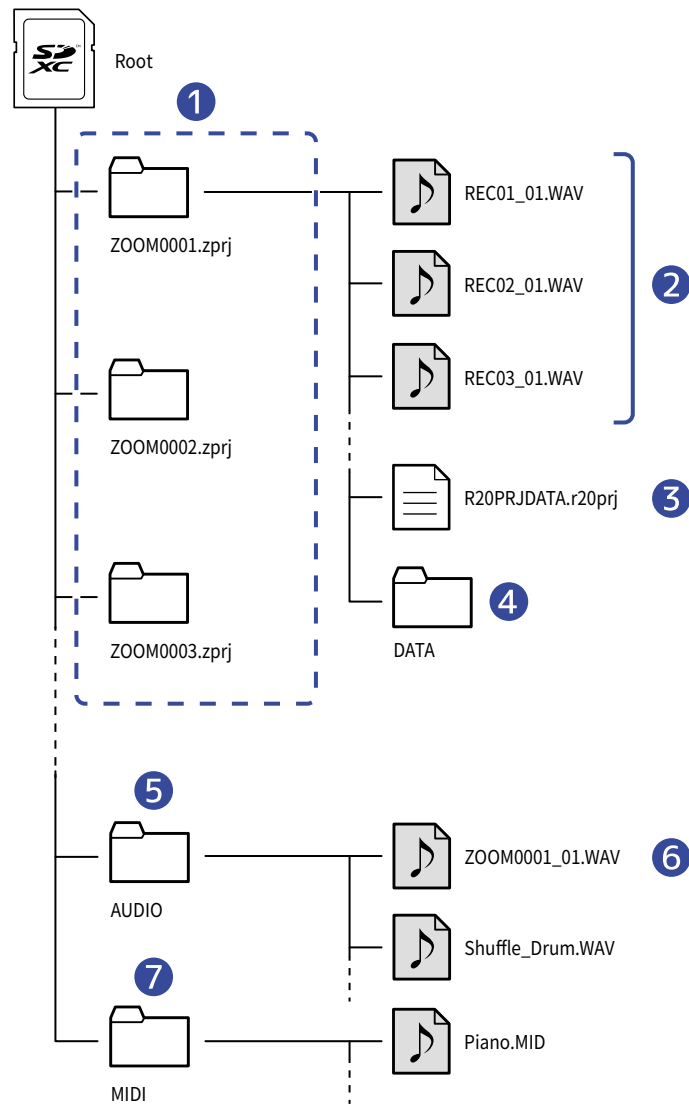 SD XC
Root
1
ZOOM0001.zprj
REC01_01.WAV
REC02_01.WAV
2
REC03_01.WAV
ZOOM0002.zprj
R20PRJDATA.r20prj
3
ZOOM0003.zprj
4
DATA
5
ZOOM0001_01.WAV
6
AUDIO
Shuffle_Drum.WAV
7
Piano.MID
MIDI